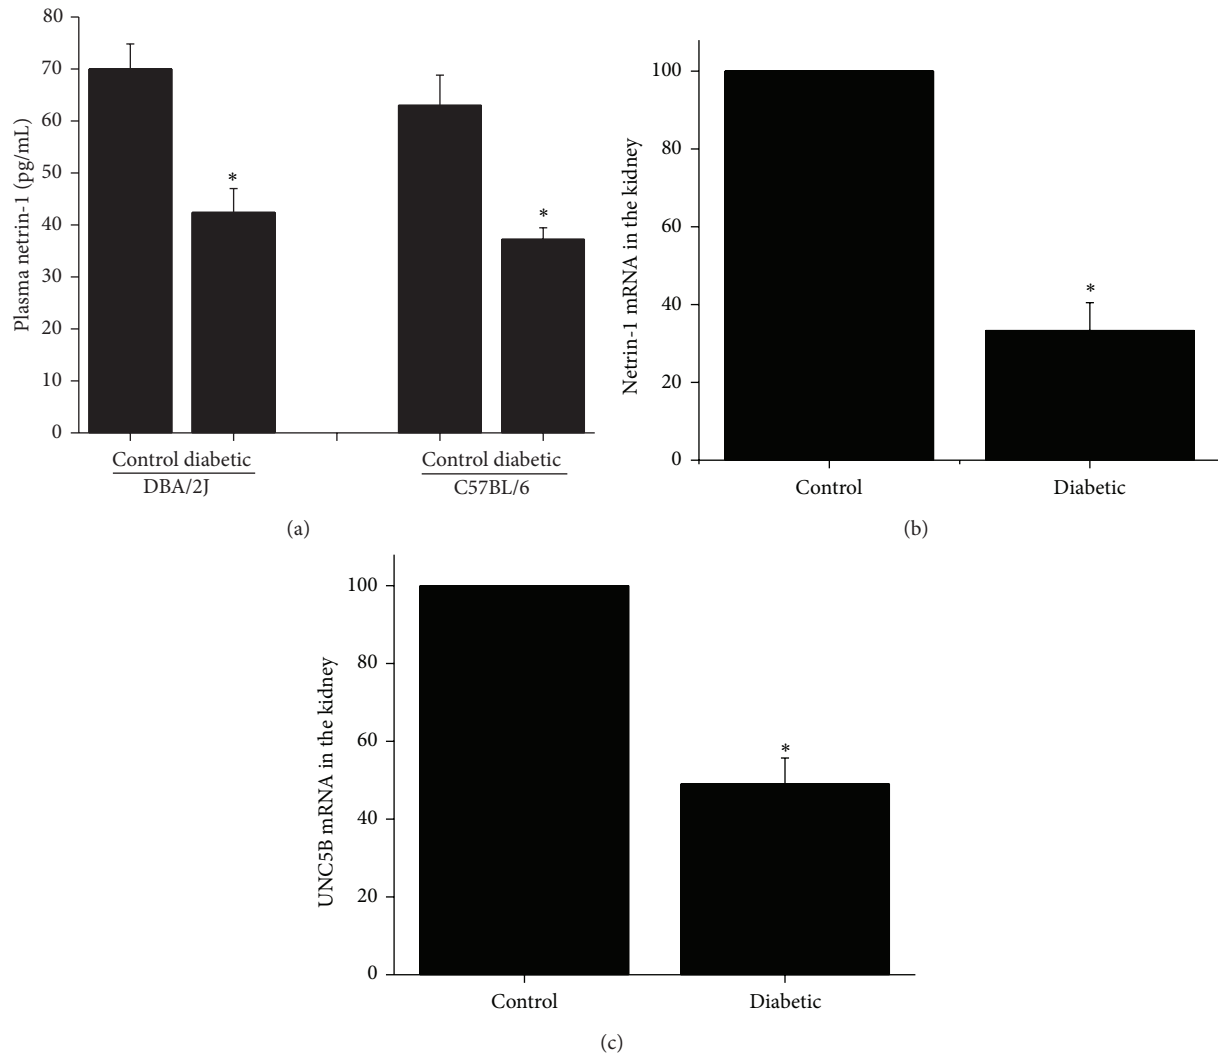 Plasma netrin-1 (pg/mL)
80
70
60
50
40
30
20
10
0
*
*
Control diabetic
DBA/2J
Control diabetic
C57BL/6
(a)
Netrin-1 mRNA in the kidney
100
80
60
40
20
0
*
Control
Diabetic
(b)
UNC5B mRNA in the kidney
100
80
60
40
20
0
*
Control
Diabetic
(c)